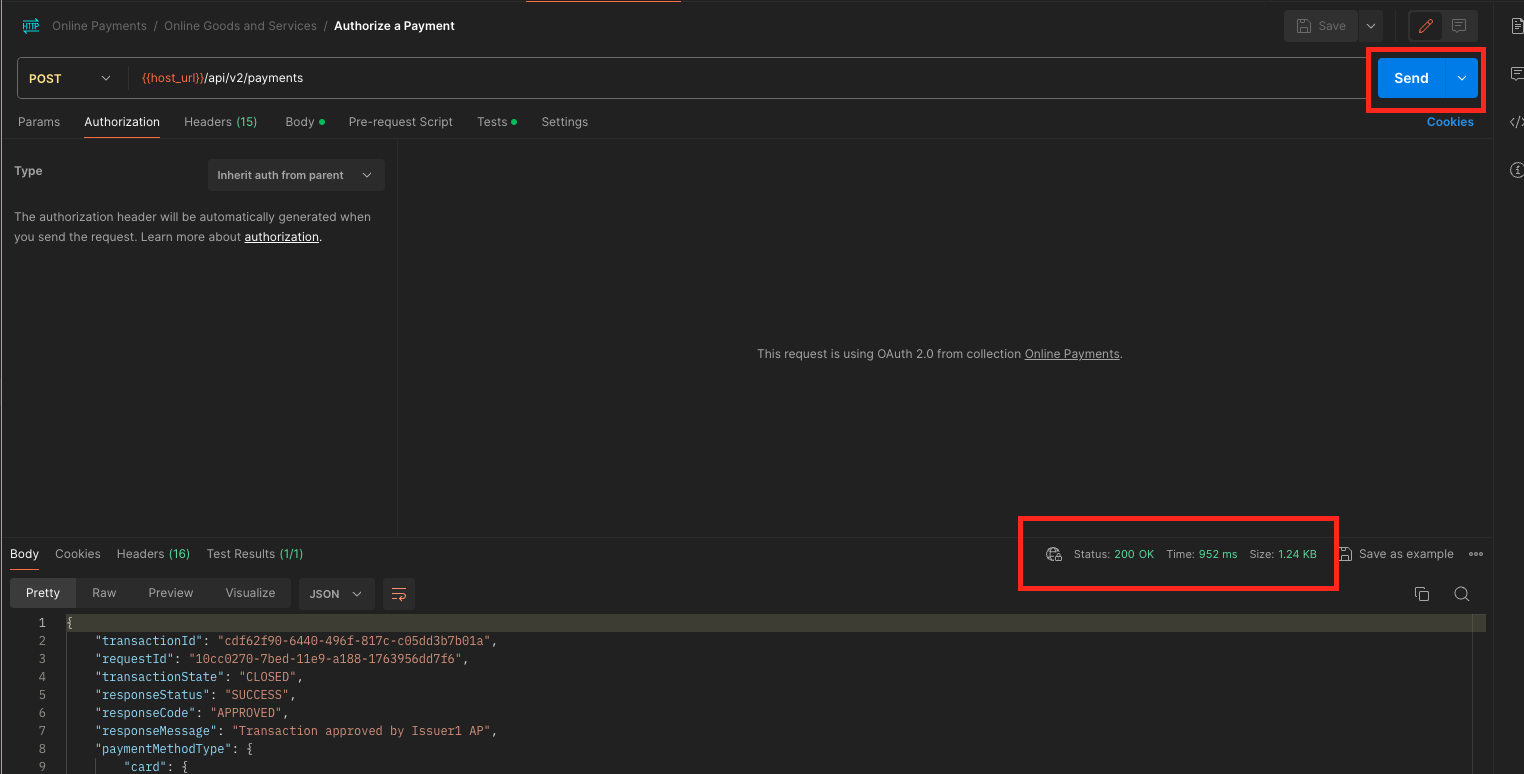 HTTP Online Payments / Online Goods and Services / Authorize a Payment Save
POST {{host_url}}/api/v2/payments Send
Params Authorization Headers (15) Body Pre-request Script Tests Settings Cookies
Type Inherit auth from parent
The authorization header will be automatically generated when
you send the request. Learn more about authorization.
This request is using OAuth 2.0 from collection Online Payments.
Body Cookies Headers (16) Test Results (1/1) Status: 200 OK Time: 952 ms Size: 1.24 KB Save as example
Pretty Raw Preview Visualize JSON
1 {
2 "transactionId": "cdf62f90-6440-496f-817c-c05dd3b7b01a",
3 "requestId": "10cc0270-7bed-11e9-a188-1763956dd7f6",
4 "transactionState": "CLOSED",
5 "responseStatus": "SUCCESS",
6 "responseCode": "APPROVED",
7 "responseMessage": "Transaction approved by Issuer1 AP",
8 "paymentMethodType": {
9 "card": {